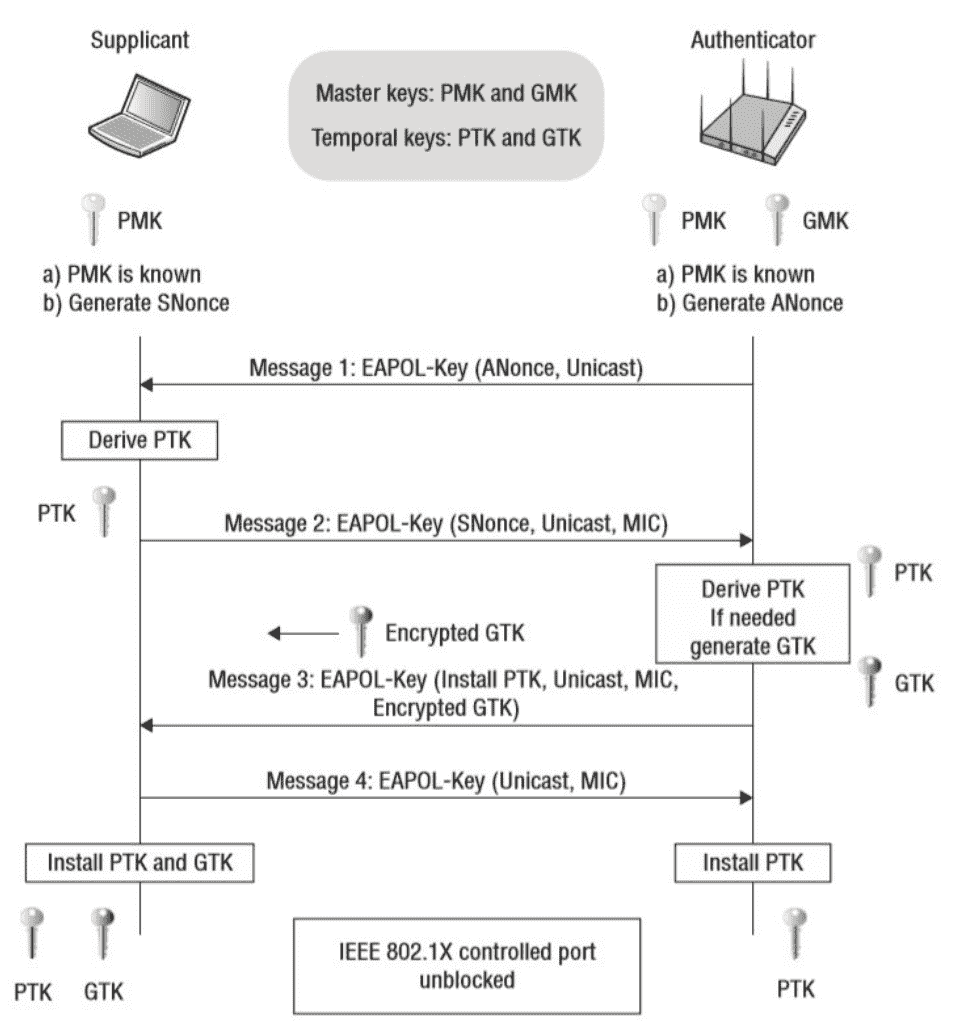 Supplicant
Authenticator
Master keys: PMK and GMK
Temporal keys: PTK and GTK
PMK
PMK
GMK
a) PMK is known
b) Generate SNonce
a) PMK is known
b) Generate ANonce
Message 1: EAPOL-Key (ANonce, Unicast)
Derive PTK
PTK
Message 2: EAPOL-Key (SNonce, Unicast, MIC)
PTK
Derive PTK
If needed
generate GTK
Encrypted GTK
GTK
Message 3: EAPOL-Key (Install PTK, Unicast, MIC,
Encrypted GTK)
Message 4: EAPOL-Key (Unicast, MIC)
Install PTK and GTK
Install PTK
IEEE 802.1X controlled port
unblocked
PTK
GTK
PTK